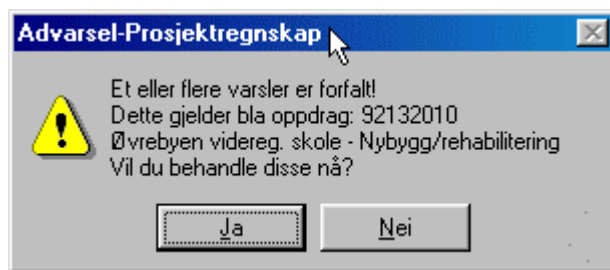 Advarsel-Prosjektregnskap
Et eller flere varsler er forfalt!
Dette gjelder bla oppdrag: 92132010
Øvrebyen videreg. skole - Nybygg/rehabilitering
Vil du behandle disse nå?
Ja
Nei